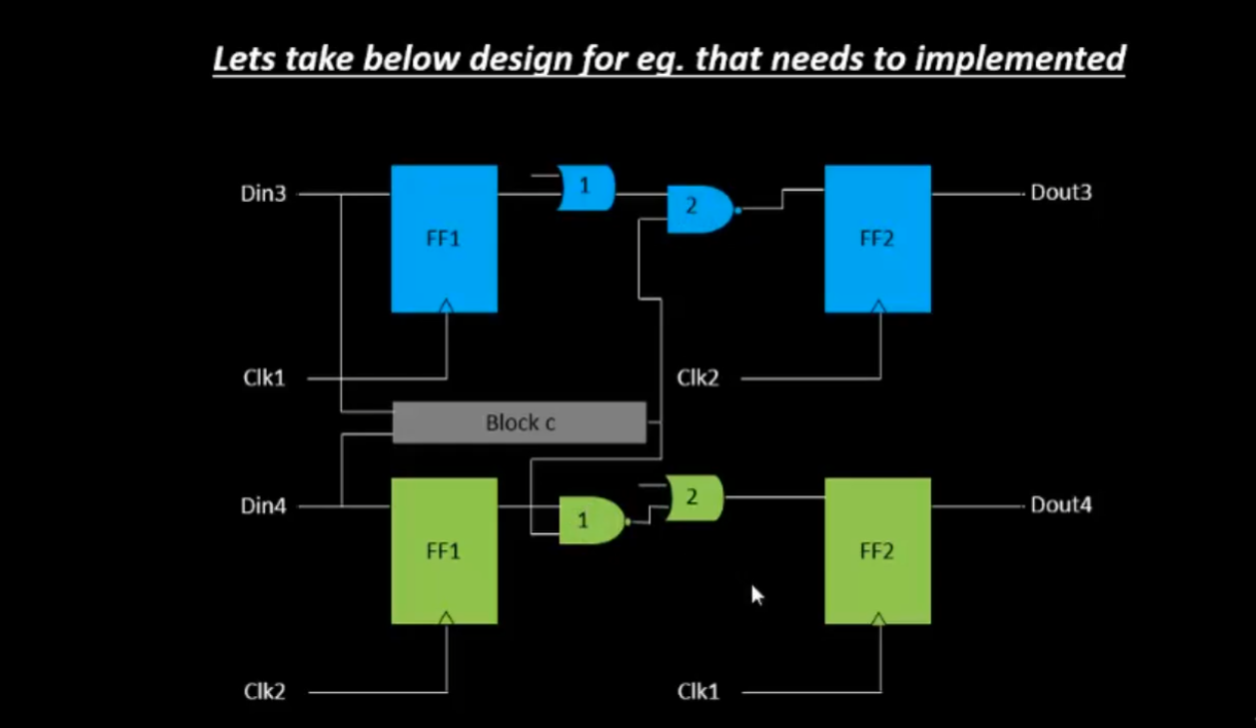 Lets take below design for eg. that needs to implemented
Din3
FF1
1
2
FF2
Dout3
Clk1
Clk2
Block c
Din4
FF1
1
2
FF2
Dout4
Clk2
Clk1